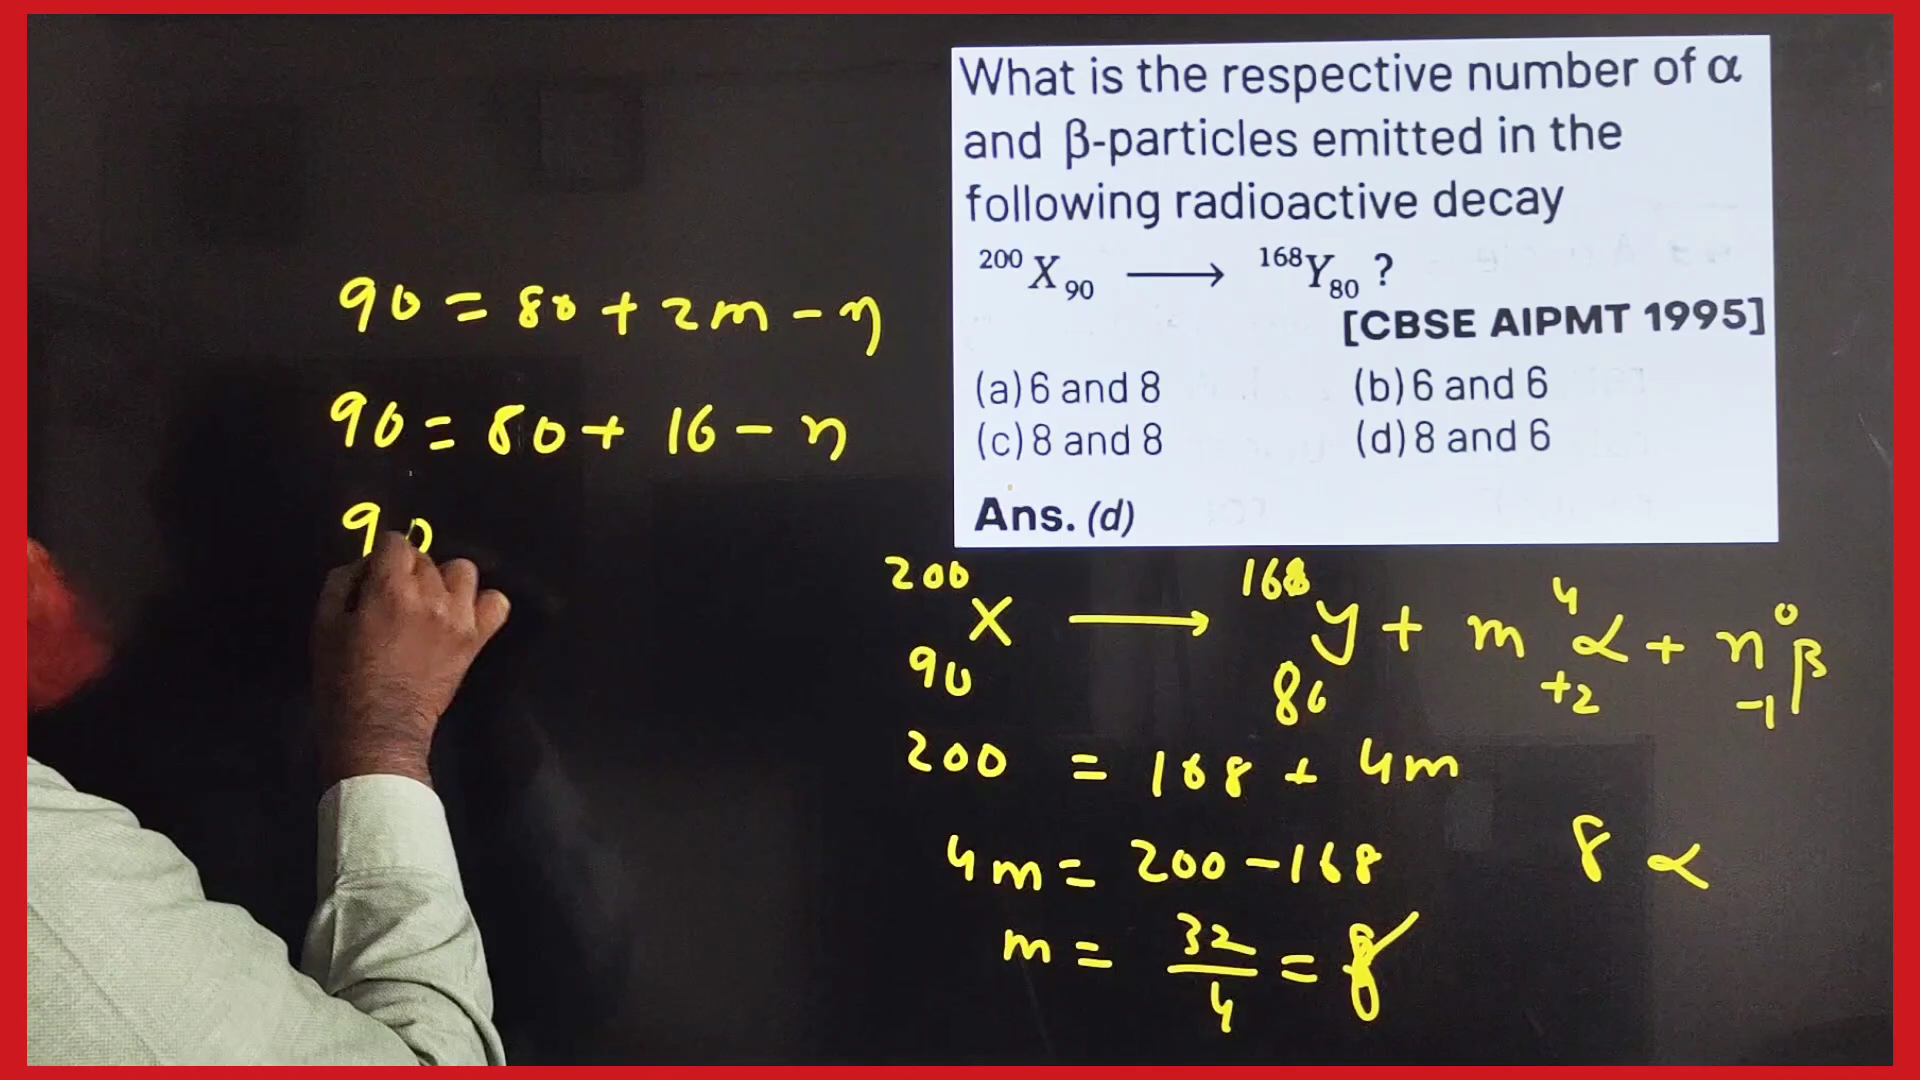 What is the respective number of α
and β-particles emitted in the
following radioactive decay
²⁰⁰X₉₀ ⟶ ¹⁶⁸Y₈₀ ?
[CBSE AIPMT 1995]
(a) 6 and 8 (b) 6 and 6
(c) 8 and 8 (d) 8 and 6
Ans. (d)
200 168 4 0
X ⟶ y + m α + n β
90 80 +2 -1
200 = 168 + 4m
4m = 200 - 168
8 α
m = 32/4 = 8
90 = 80 + 2m - n
90 = 80 + 16 - n
90